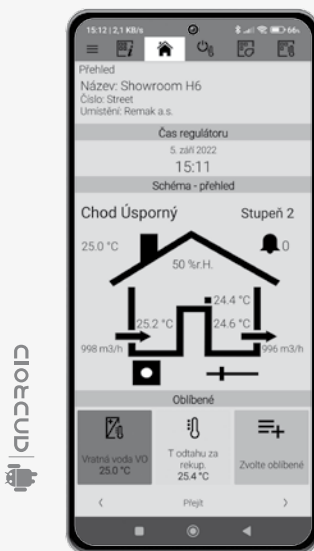 15:12 | 2,1 KB/s
66%
Přehled
Název: Showroom H6
Číslo: Street
Umístění: Remak a.s.
Čas regulátoru
5. září 2022
15:11
Schéma - přehled
Chod Úsporný Stupeň 2
25.0 °C 0
50 %r.H.
24.4 °C
25.2 °C 24.6 °C
998 m3/h 996 m3/h
Oblíbené
Vratná voda VO
25.0 °C
T odtahu za
rekup.
25.4 °C
Zvolte oblíbené
Přejít
android